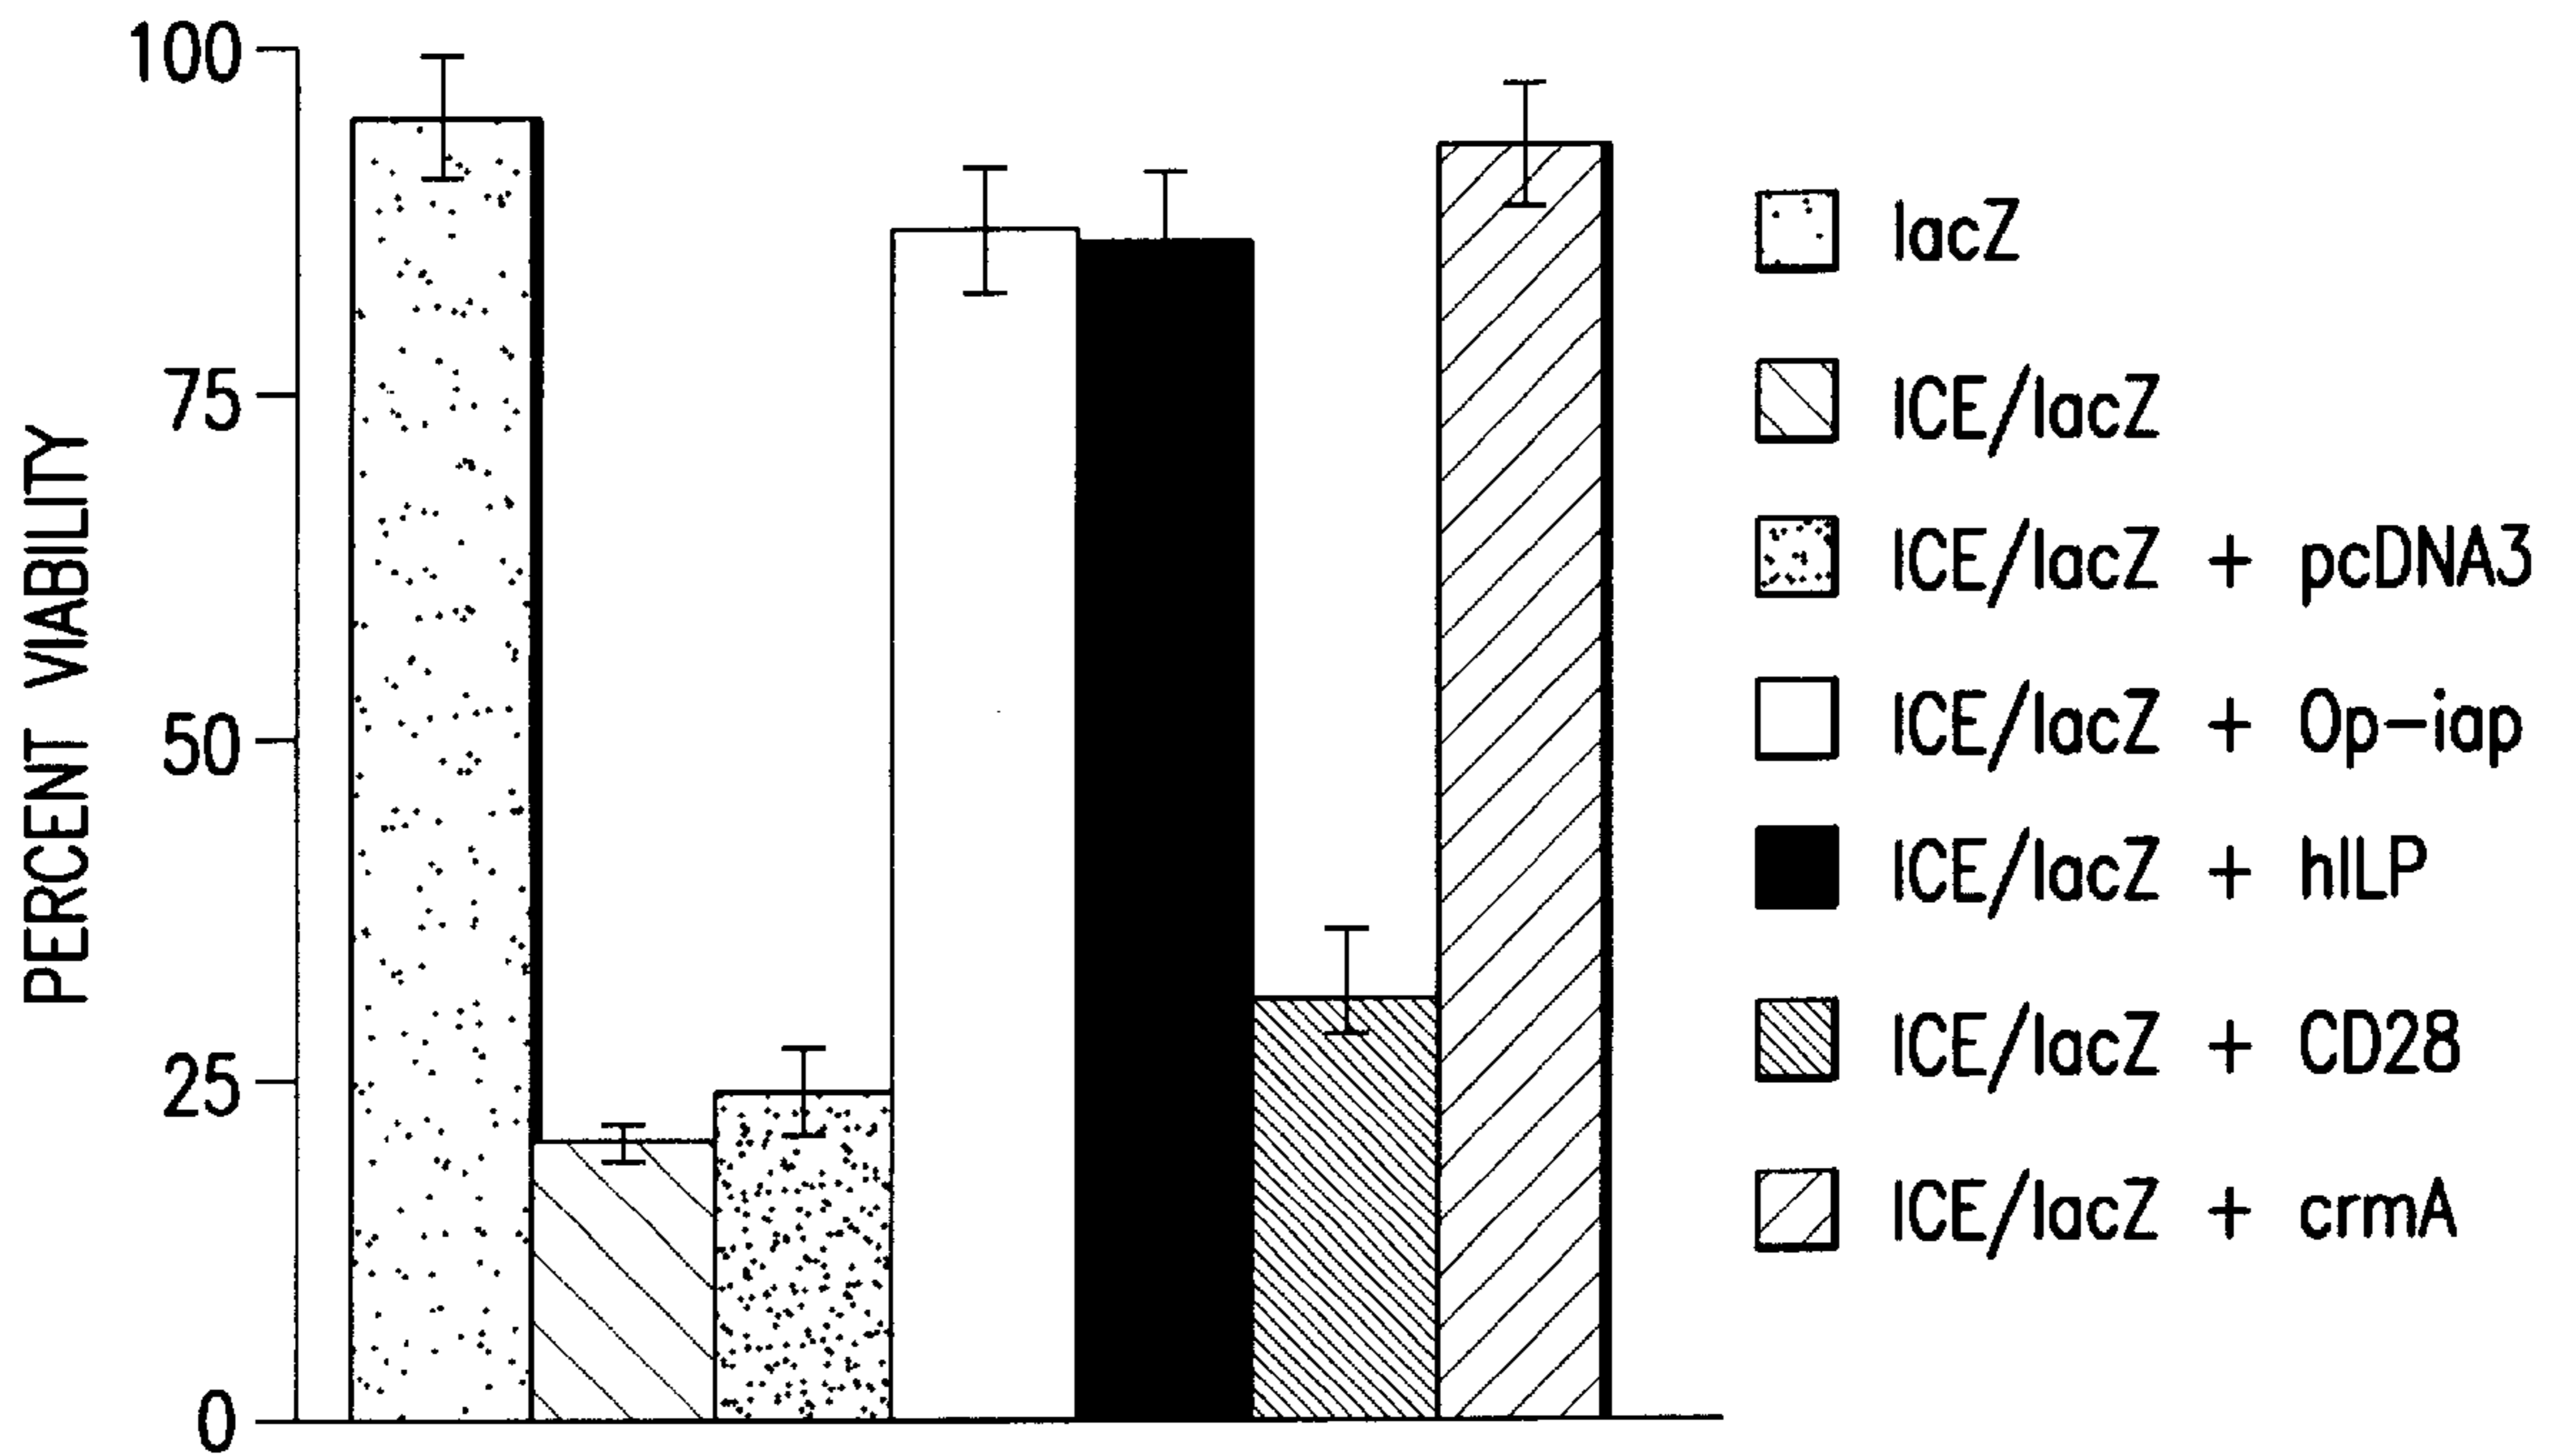 PERCENT VIABILITY
100
75
50
25
0
lacZ
ICE/lacZ
ICE/lacZ + pcDNA3
ICE/lacZ + Op-iap
ICE/lacZ + hILP
ICE/lacZ + CD28
ICE/lacZ + crmA